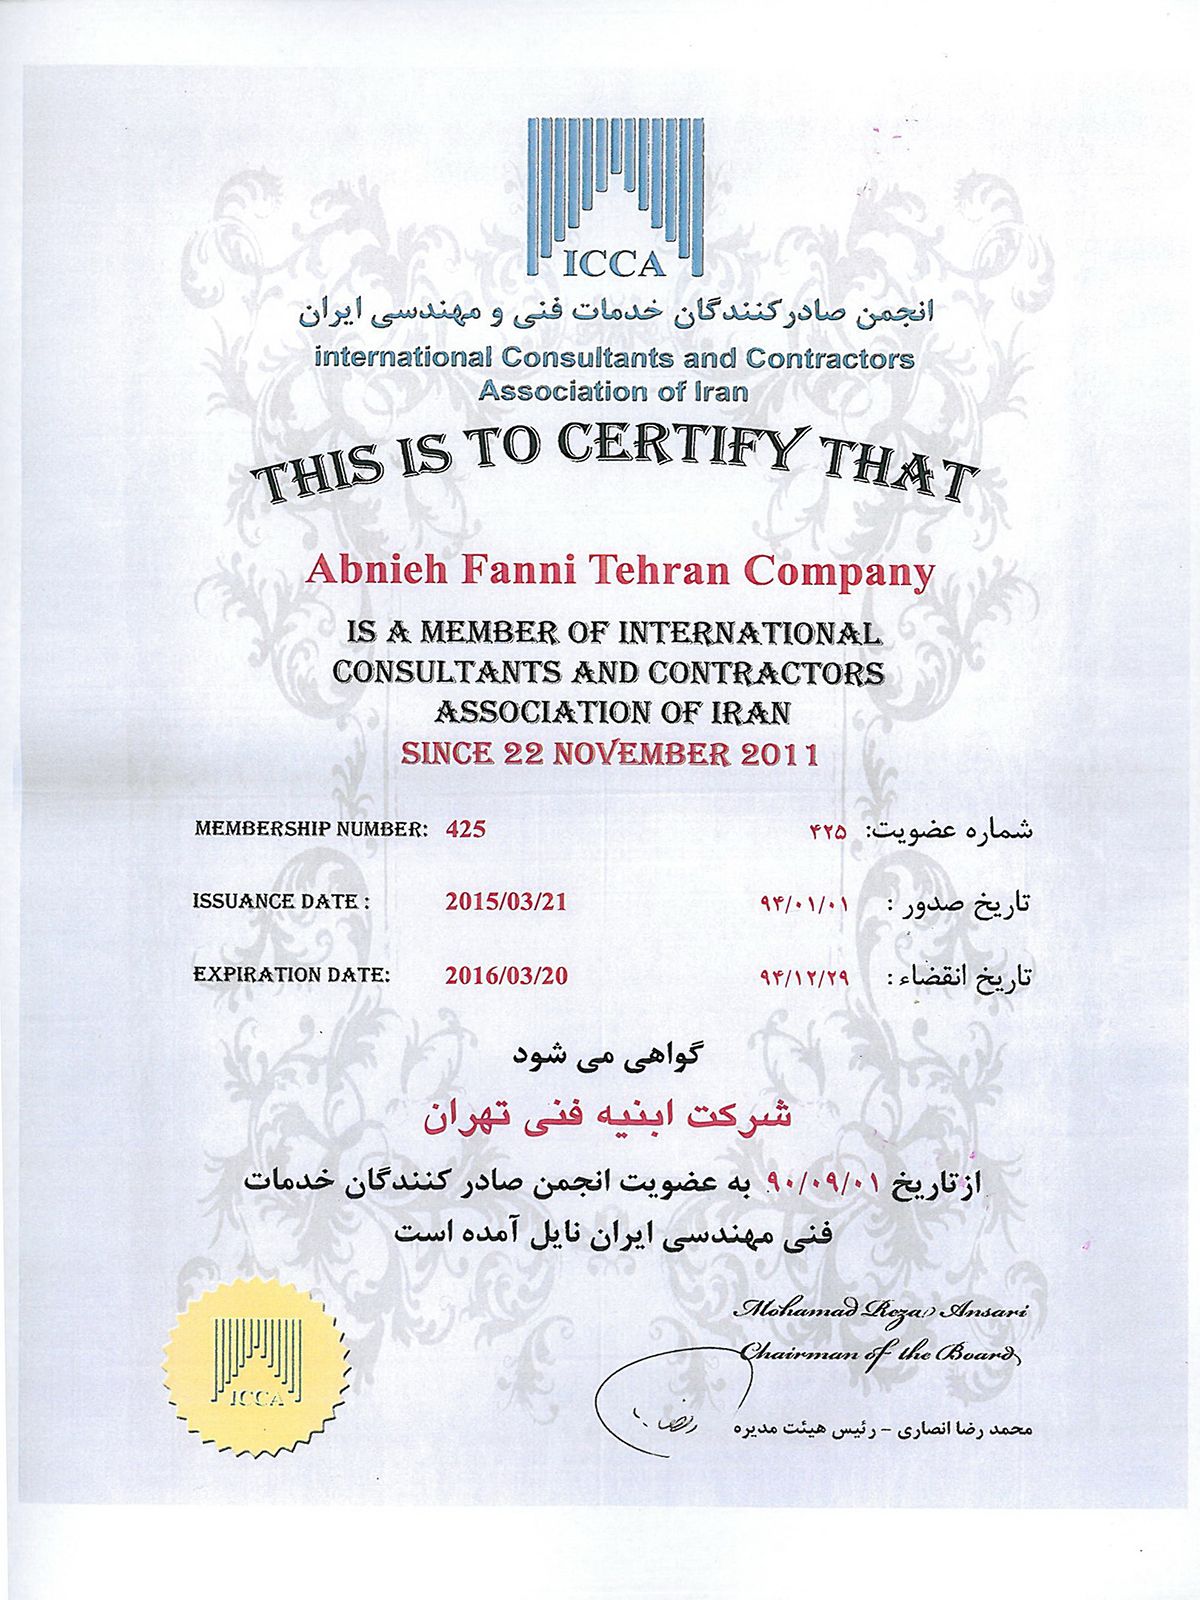 ICCA
انجمن صادرکنندگان خدمات فنی و مهندسی ایران
international Consultants and Contractors
Association of Iran
THIS IS TO CERTIFY THAT
Abnieh Fanni Tehran Company
IS A MEMBER OF INTERNATIONAL
CONSULTANTS AND CONTRACTORS
ASSOCIATION OF IRAN
SINCE 22 NOVEMBER 2011
MEMBERSHIP NUMBER: 425
شماره عضویت: ۴۲۵
ISSUANCE DATE : 2015/03/21
تاریخ صدور : ۹۴/۰۱/۰۱
EXPIRATION DATE: 2016/03/20
تاریخ انقضاء: ۹۴/۱۲/۲۹
گواهی می شود
شرکت ابنیه فنی تهران
از تاریخ ۹۰/۰۹/۰۱ به عضویت انجمن صادر کنندگان خدمات
فنی مهندسی ایران نایل آمده است
Mohamad Reza Ansari
Chairman of the Board
محمد رضا انصاری - رئیس هیئت مدیره
ICCA